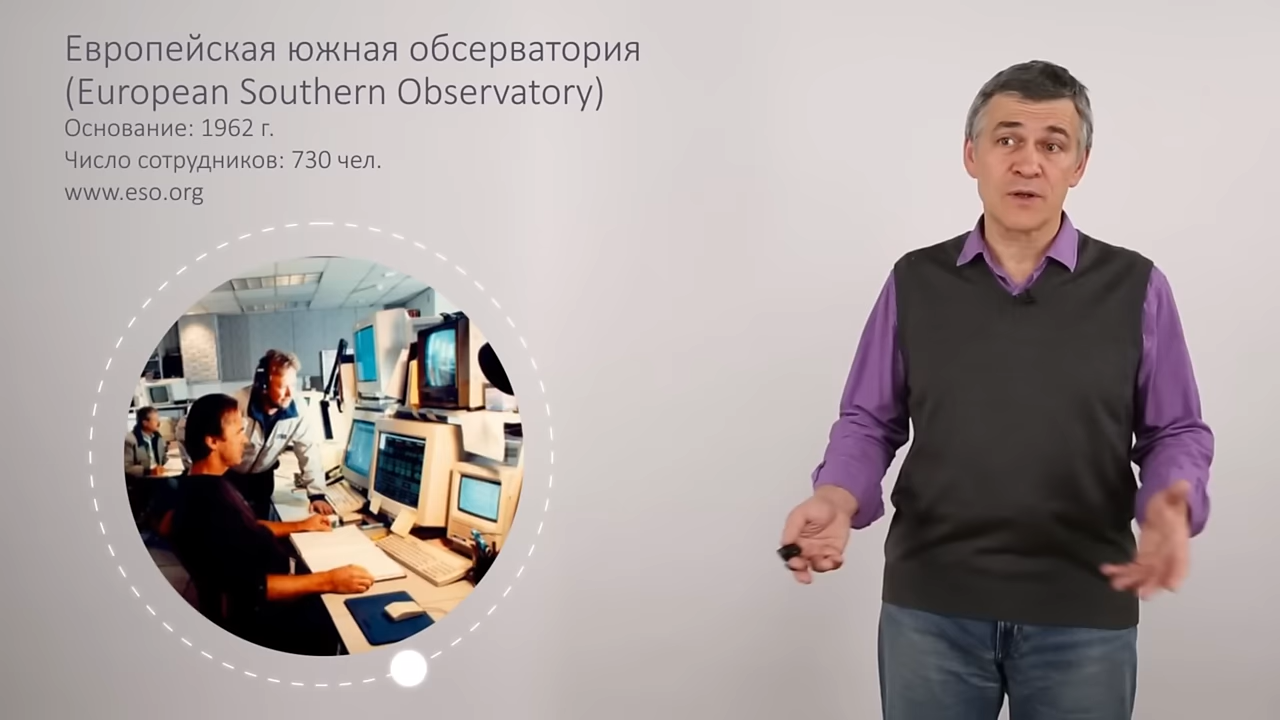 Европейская южная обсерватория
(European Southern Observatory)
Основание: 1962 г.
Число сотрудников: 730 чел.
www.eso.org